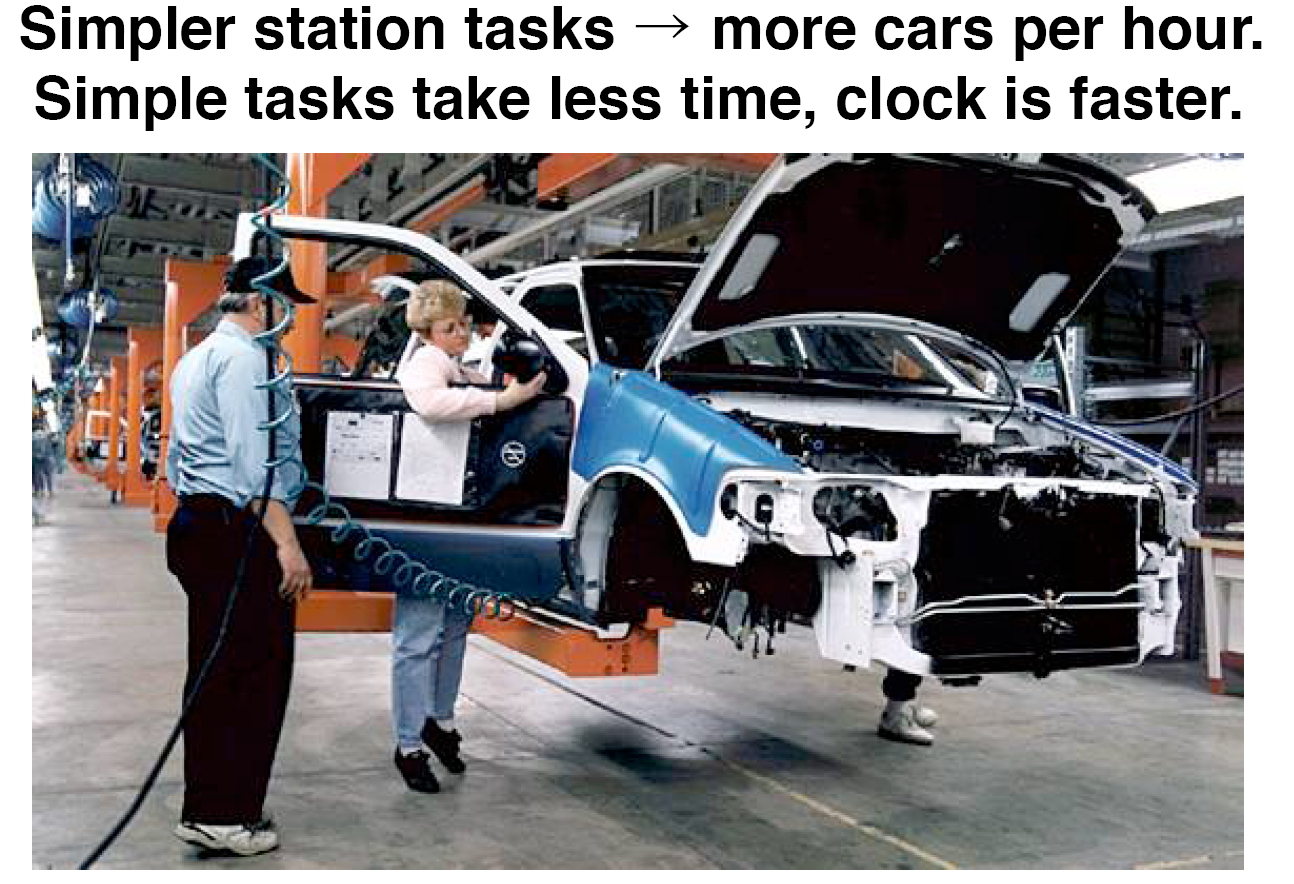 Simpler station tasks → more cars per hour.
Simple tasks take less time, clock is faster.